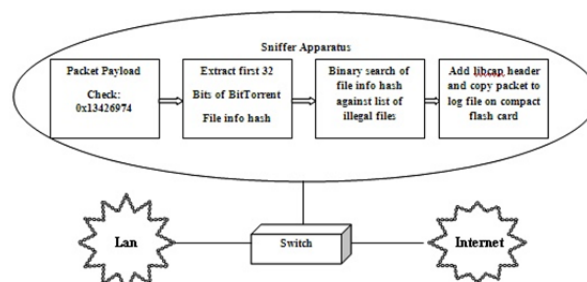 Sniffer Apparatus
Packet Payload
Check:
0x13426974
Extract first 32
Bits of BitTorrent
File info hash
Binary search of
file info hash
against list of
illegal files
Add libcap header
and copy packet to
log file on compact
flash card
Lan
Switch
Internet